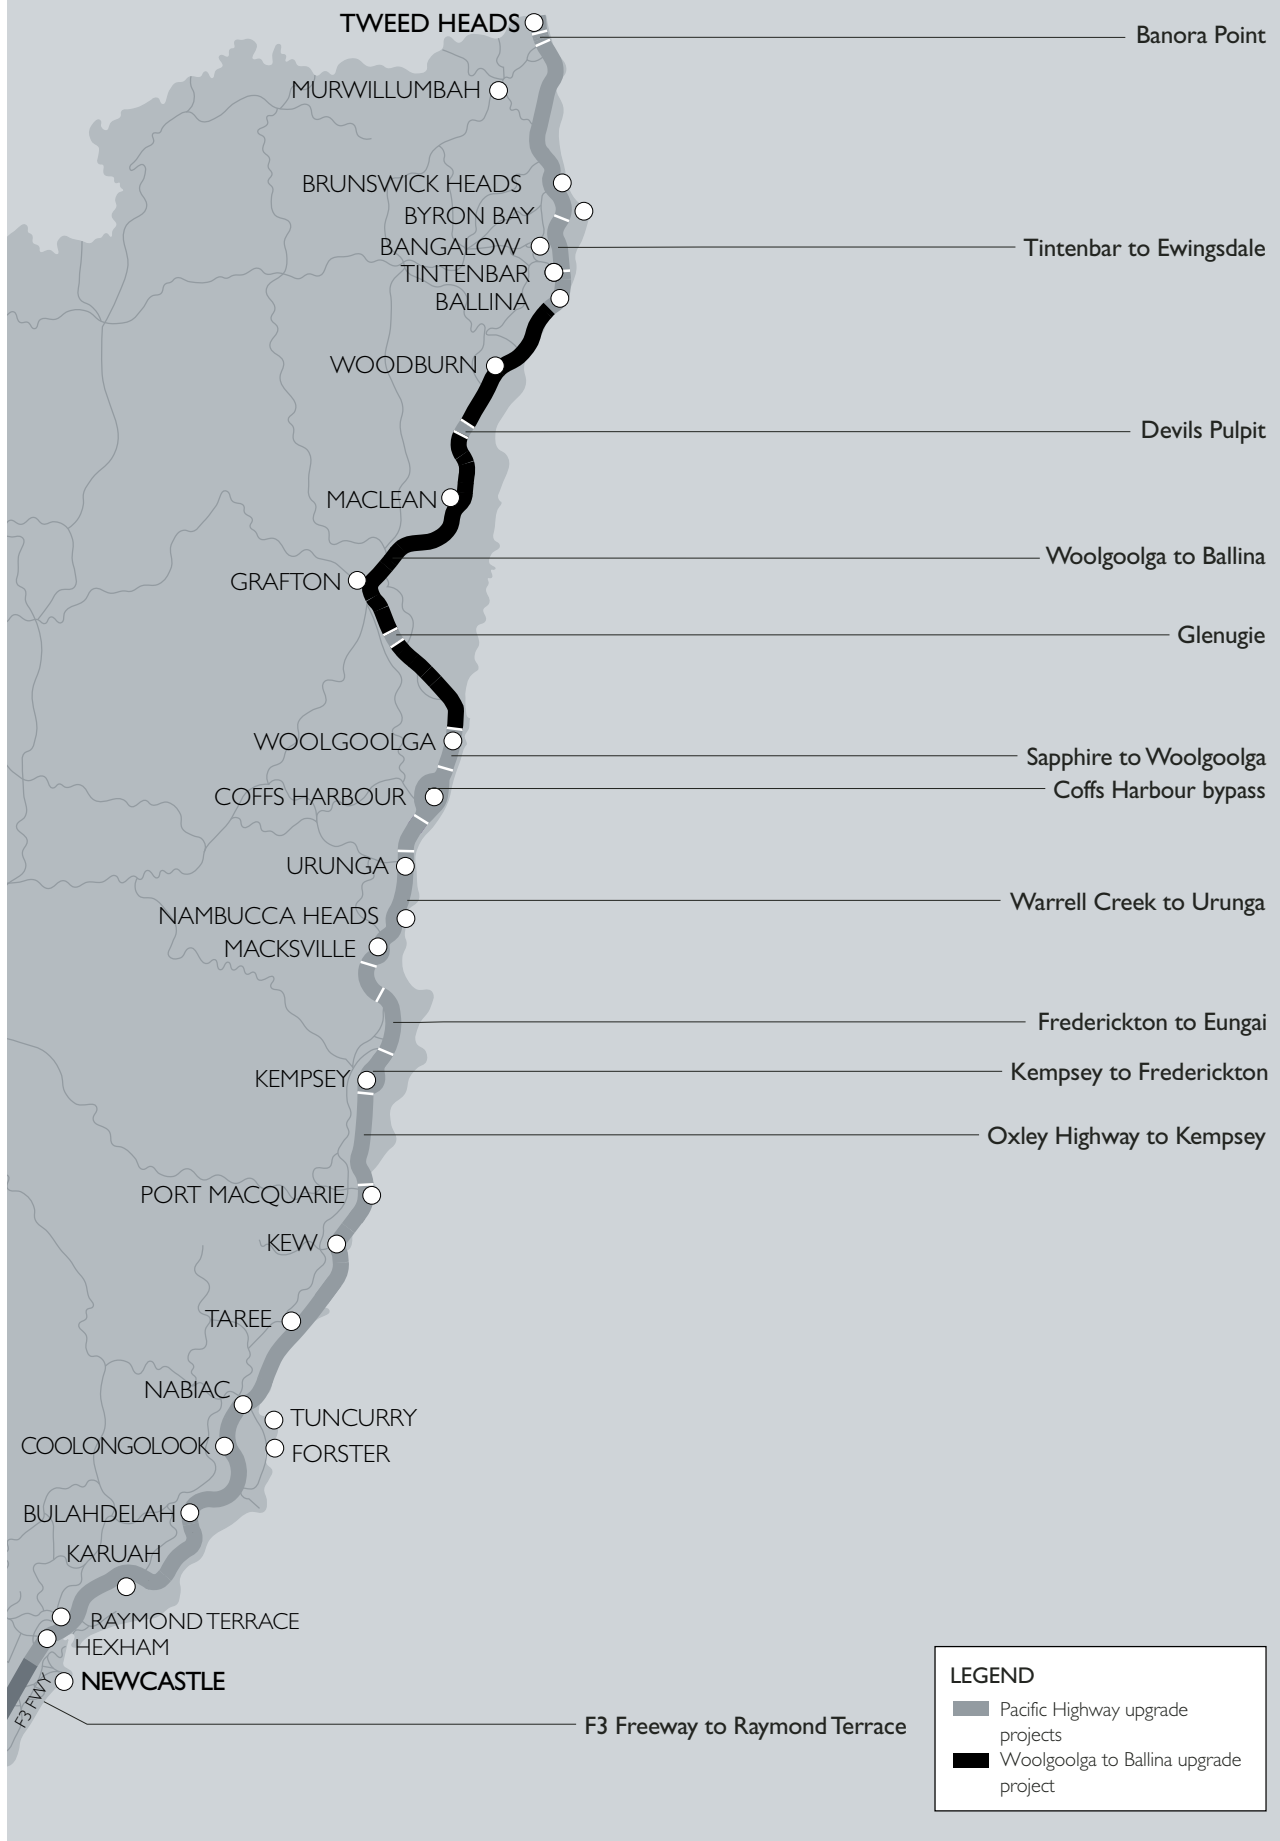 TWEED HEADS
Banora Point
MURWILLUMBAH
BRUNSWICK HEADS
BYRON BAY
BANGALOW
Tintenbar to Ewingsdale
TINTENBAR
BALLINA
WOODBURN
Devils Pulpit
MACLEAN
Woolgoolga to Ballina
GRAFTON
Glenugie
WOOLGOOLGA
Sapphire to Woolgoolga
Coffs Harbour bypass
COFFS HARBOUR
URUNGA
Warrell Creek to Urunga
NAMBUCCA HEADS
MACKSVILLE
Frederickton to Eungai
Kempsey to Frederickton
KEMPSEY
Oxley Highway to Kempsey
PORT MACQUARIE
KEW
TAREE
NABIAC
TUNCURRY
COOLONGOLOOK
FORSTER
BULAHDELAH
KARUAH
RAYMOND TERRACE
HEXHAM
NEWCASTLE
F3 FWY
F3 Freeway to Raymond Terrace
LEGEND
Pacific Highway upgrade
projects
Woolgoolga to Ballina upgrade
project